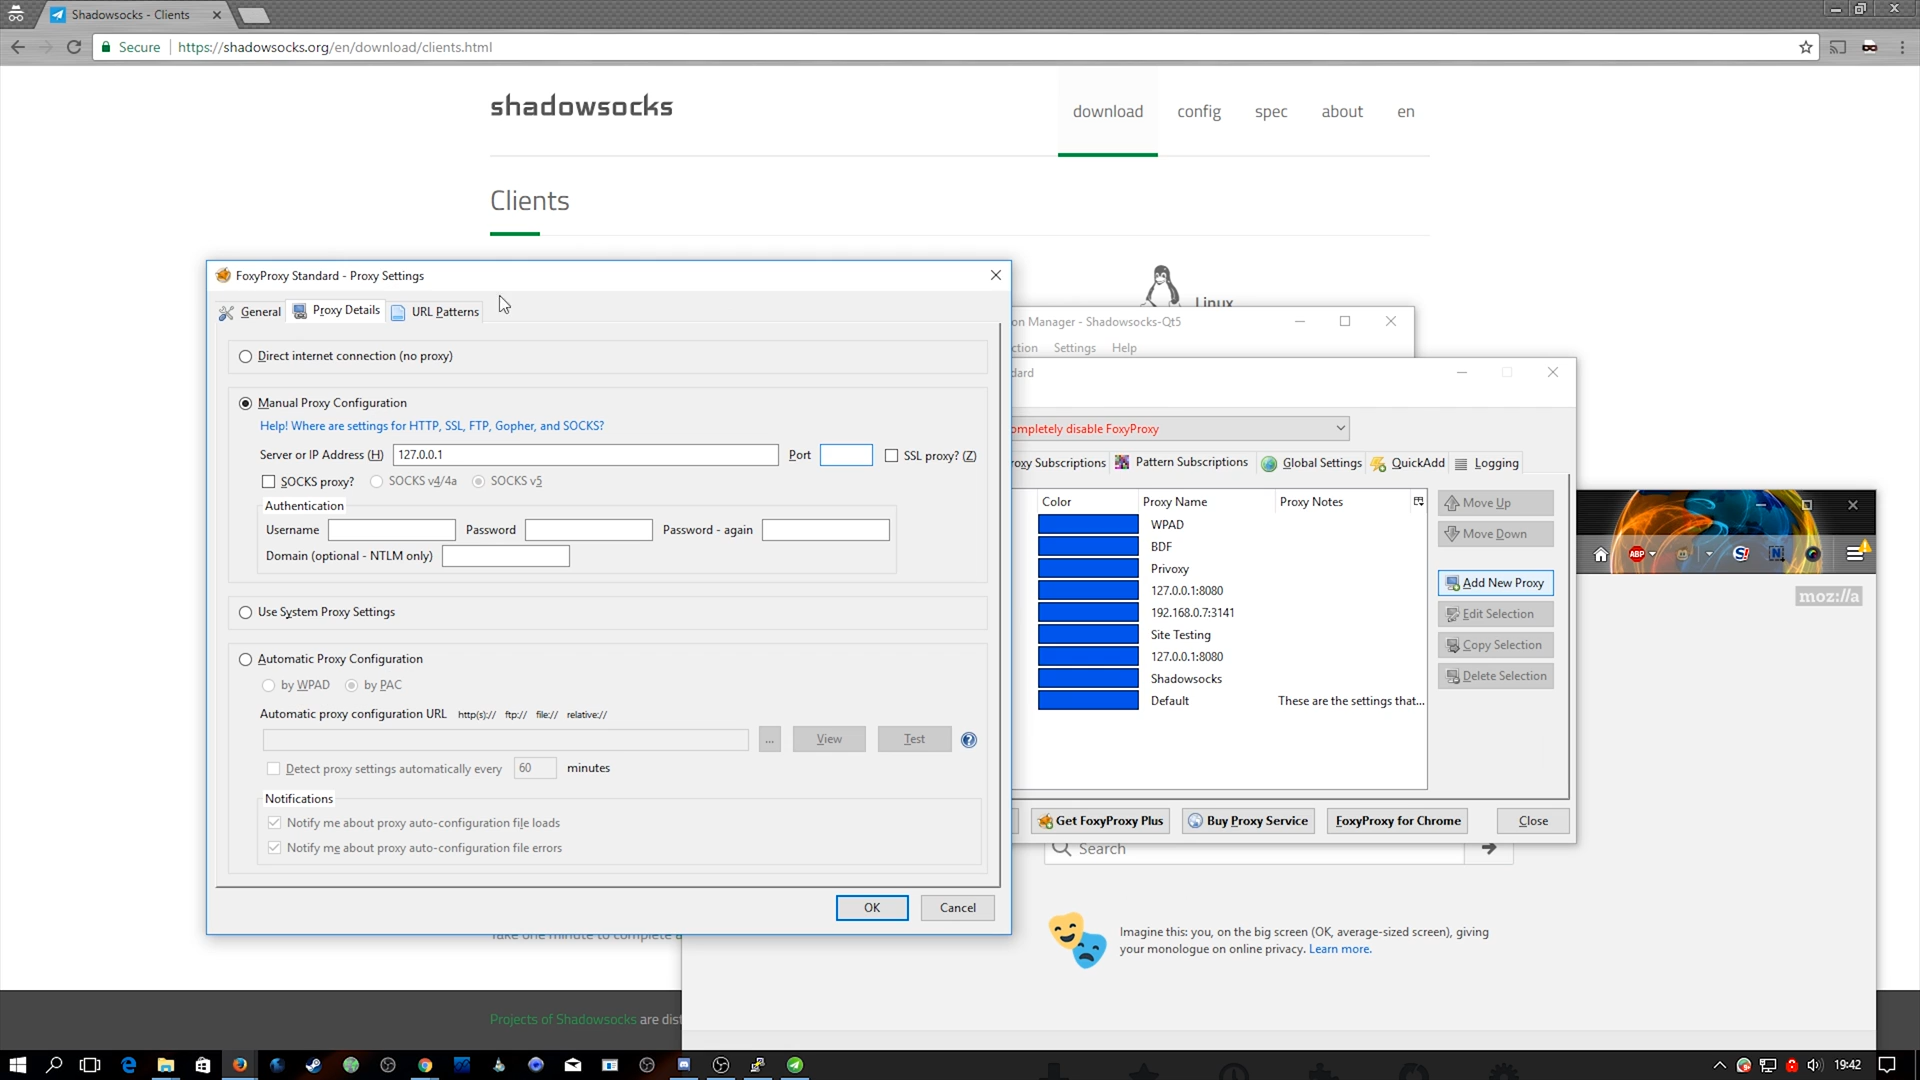 Shadowsocks - Clients
Secure
https://shadowsocks.org/en/download/clients.html
shadowsocks
download
config
spec
about
en
Clients
Linux
FoxyProxy Standard - Proxy Settings
General
Proxy Details
URL Patterns
Direct internet connection (no proxy)
Manual Proxy Configuration
Help! Where are settings for HTTP, SSL, FTP, Gopher, and SOCKS?
Server or IP Address (H) 127.0.0.1 Port SSL proxy? (Z)
SOCKS proxy? SOCKS v4/4a SOCKS v5
Authentication
Username Password Password - again
Domain (optional - NTLM only)
Use System Proxy Settings
Automatic Proxy Configuration
by WPAD by PAC
Automatic proxy configuration URL http(s):// ftp:// file:// relative://
... View Test ?
Detect proxy settings automatically every 60 minutes
Notifications
Notify me about proxy auto-configuration file loads
Notify me about proxy auto-configuration file errors
OK
Cancel
on Manager - Shadowsocks-Qt5
ction Settings Help
dard
ompletely disable FoxyProxy
roxy Subscriptions
Pattern Subscriptions
Global Settings
QuickAdd
Logging
Color Proxy Name Proxy Notes
WPAD
BDF
Privoxy
127.0.0.1:8080
192.168.0.7:3141
Site Testing
127.0.0.1:8080
Shadowsocks
Default These are the settings that...
Move Up
Move Down
Add New Proxy
Edit Selection
Copy Selection
Delete Selection
Get FoxyProxy Plus
Buy Proxy Service
FoxyProxy for Chrome
Close
ABP
S!
N
moz://a
Search
Imagine this: you, on the big screen (OK, average-sized screen), giving
your monologue on online privacy. Learn more.
Take one minute to complete a
Projects of Shadowsocks are dist
19:42